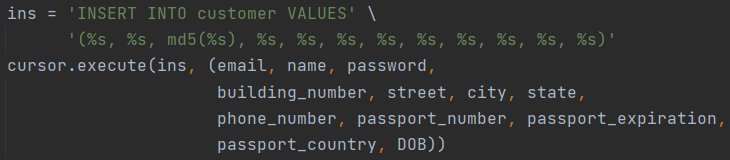 ins = 'INSERT INTO customer VALUES' \
'(%s, %s, md5(%s), %s, %s, %s, %s, %s, %s, %s, %s, %s)'
cursor.execute(ins, (email, name, password,
building_number, street, city, state,
phone_number, passport_number, passport_expiration,
passport_country, DOB))